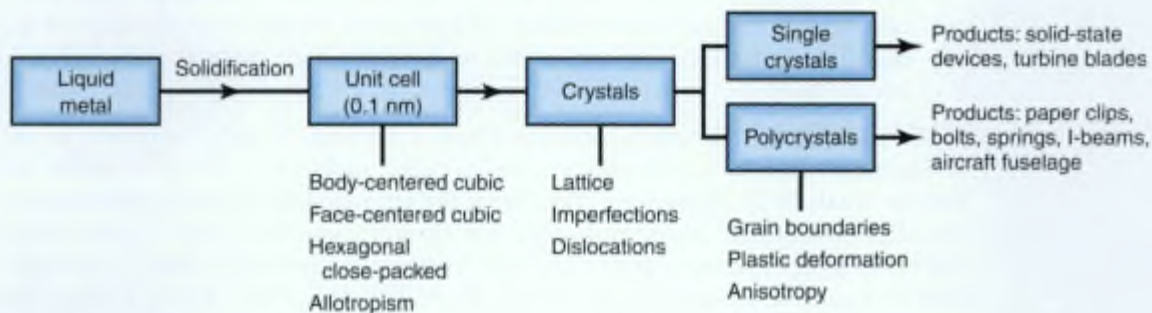 Liquid
metal
Solidification
Unit cell
(0.1 nm)
Body-centered cubic
Face-centered cubic
Hexagonal
close-packed
Allotropism
Crystals
Lattice
Imperfections
Dislocations
Single
crystals
Products: solid-state
devices, turbine blades
Polycrystals
Products: paper clips,
bolts, springs, I-beams,
aircraft fuselage
Grain boundaries
Plastic deformation
Anisotropy